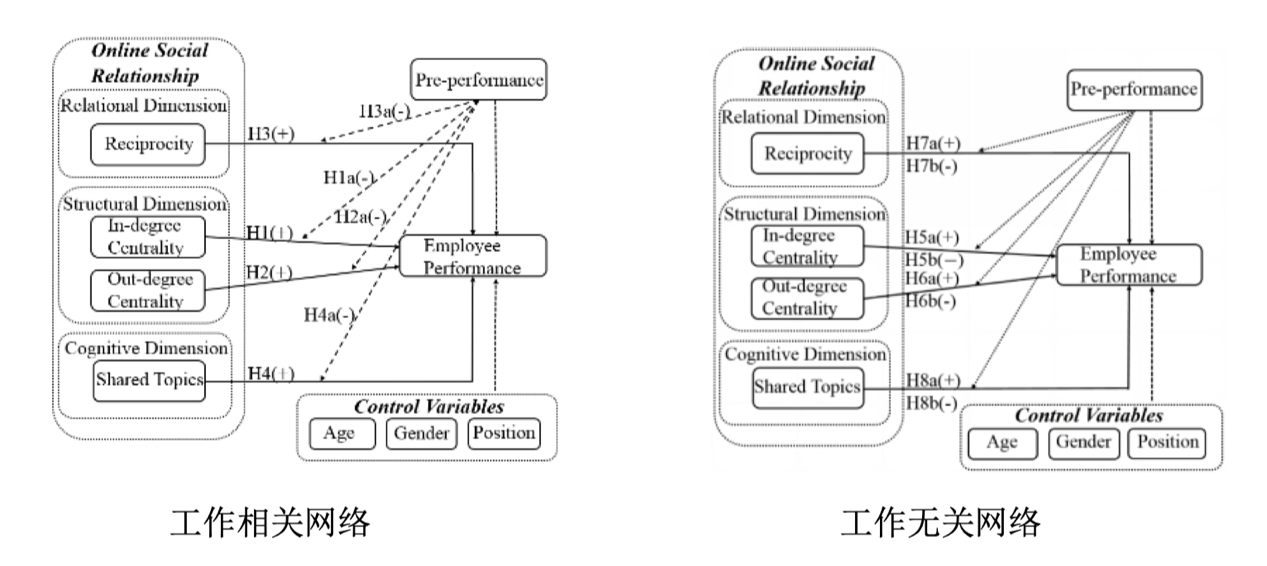 Online Social
Relationship
Relational Dimension
Reciprocity
Structural Dimension
In-degree
Centrality
Out-degree
Centrality
Cognitive Dimension
Shared Topics
Pre-performance
H3a(-)
H3(+)
H1a(-)
H2a(-)
H1(+)
H2(+)
H4a(-)
H4(+)
Employee
Performance
Control Variables
Age
Gender
Position
工作相关网络
Online Social
Relationship
Relational Dimension
Reciprocity
Structural Dimension
In-degree
Centrality
Out-degree
Centrality
Cognitive Dimension
Shared Topics
Pre-performance
H7a(+)
H7b(-)
H5a(+)
H5b(−)
H6a(+)
H6b(-)
H8a(+)
H8b(-)
Employee
Performance
Control Variables
Age
Gender
Position
工作无关网络